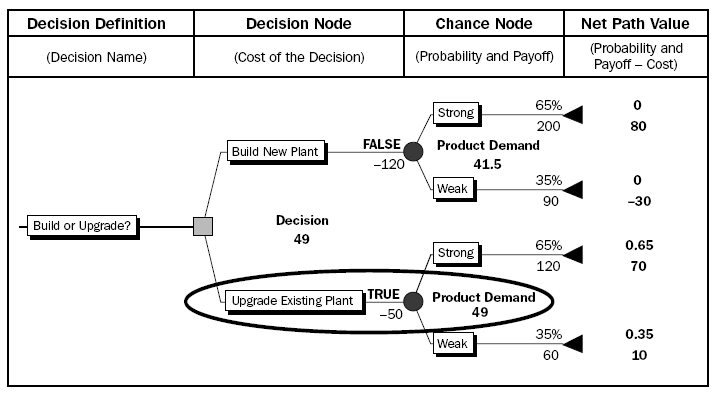 Decision Definition
Decision Node
Chance Node
Net Path Value
(Decision Name)
(Cost of the Decision)
(Probability and Payoff)
(Probability and
Payoff – Cost)
Strong
65%
200
0
80
Build New Plant
FALSE
–120
Product Demand
41.5
Weak
35%
90
0
–30
Build or Upgrade?
Decision
49
Strong
65%
120
0.65
70
Upgrade Existing Plant
TRUE
–50
Product Demand
49
Weak
35%
60
0.35
10